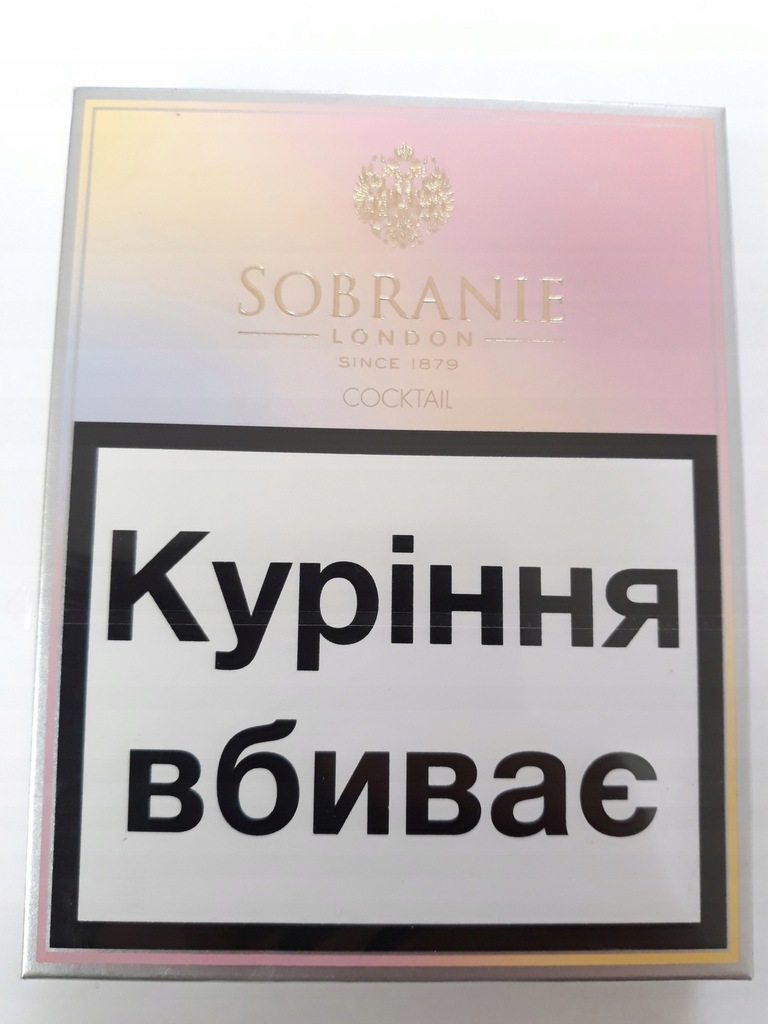 SOBRANIE
LONDON
SINCE 1879
COCKTAIL
Куріння
вбиває